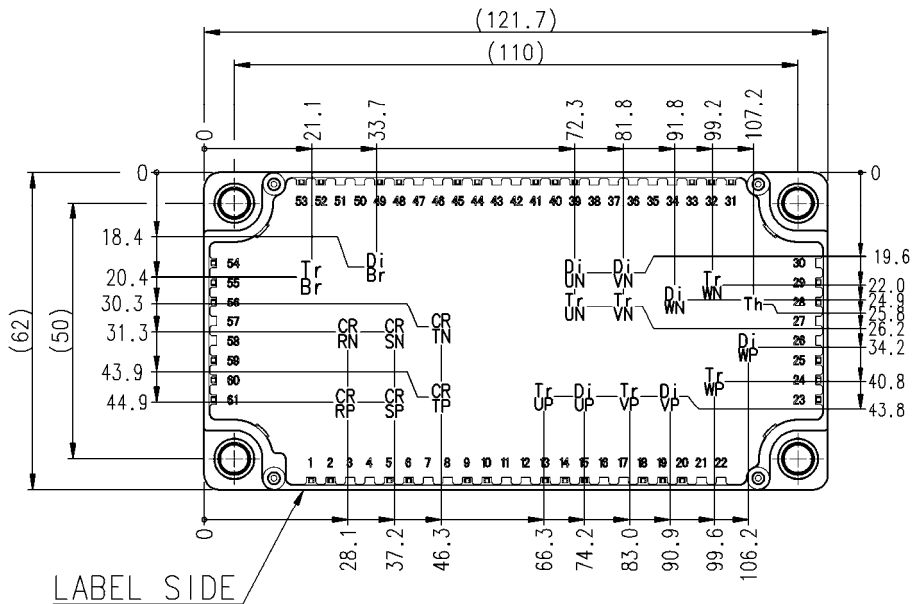 (121.7)
(110)
0 21.1 33.7 72.3 81.8 91.8 99.2 107.2
0 0
53 52 51 50 49 48 47 46 45 44 43 42 41 40 39 38 37 36 35 34 33 32 31
18.4 20.4 30.3 31.3 43.9 44.9
(62) (50)
54 55 56 57 58 59 60 61
Tr Br
Di Br
CR RN
CR SN
CR TN
CR RP
CR SP
CR TP
Di UN
Di VN
Tr UN
Tr VN
Di WN
Tr WN
Th
Di WP
Tr WP
Tr UP
Di UP
Tr VP
Di VP
30 29 28 27 26 25 24 23
19.6 22.0 24.9 25.8 26.2 34.2 40.8 43.8
1 2 3 4 5 6 7 8 9 10 11 12 13 14 15 16 17 18 19 20 21 22
0 28.1 37.2 46.3 66.3 74.2 83.0 90.9 99.6 106.2
LABEL SIDE